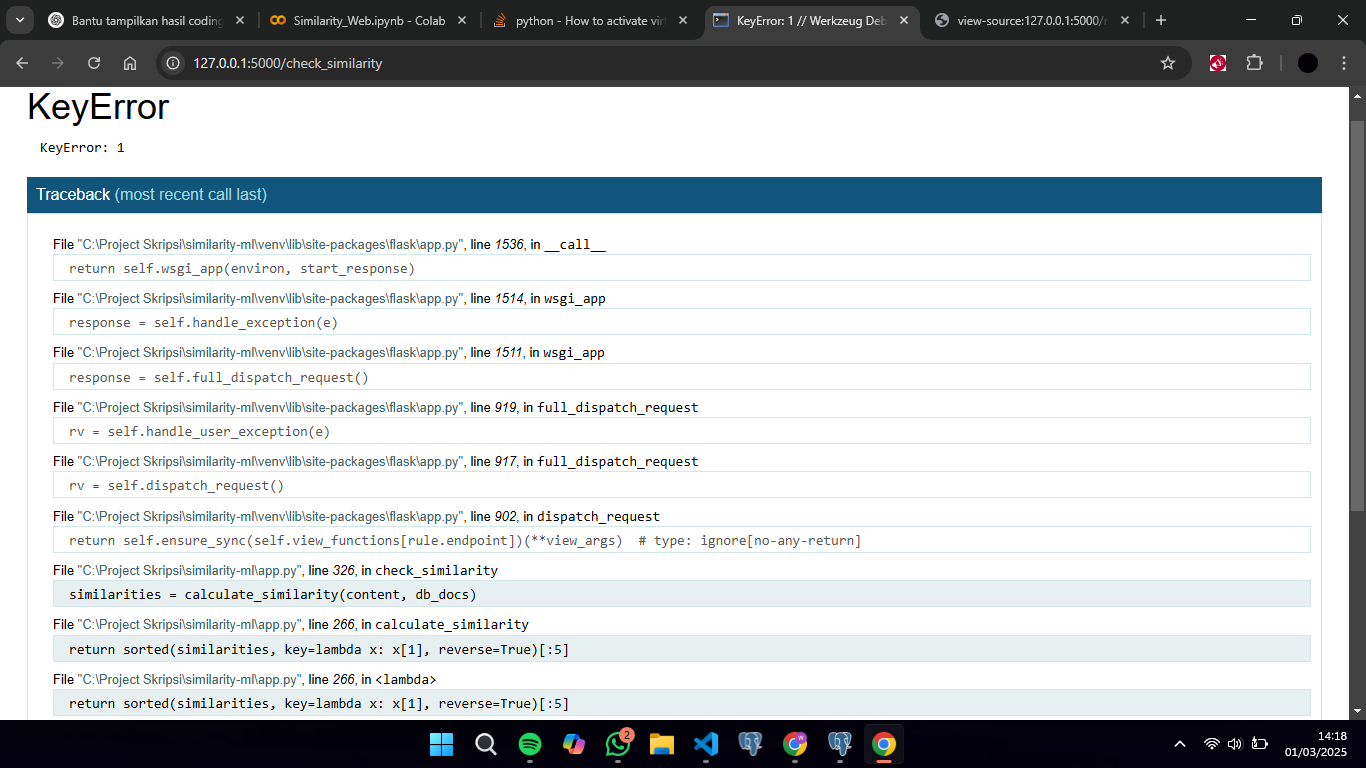 Bantu tampilkan hasil coding
Similarity_Web.ipynb - Colab
python - How to activate vir
KeyError: 1 // Werkzeug Deb
view-source:127.0.0.1:5000/
127.0.0.1:5000/check_similarity
KeyError
KeyError: 1
Traceback (most recent call last)
File "C:\Project Skripsi\similarity-ml\venv\lib\site-packages\flask\app.py", line 1536, in __call__
return self.wsgi_app(environ, start_response)
File "C:\Project Skripsi\similarity-ml\venv\lib\site-packages\flask\app.py", line 1514, in wsgi_app
response = self.handle_exception(e)
File "C:\Project Skripsi\similarity-ml\venv\lib\site-packages\flask\app.py", line 1511, in wsgi_app
response = self.full_dispatch_request()
File "C:\Project Skripsi\similarity-ml\venv\lib\site-packages\flask\app.py", line 919, in full_dispatch_request
rv = self.handle_user_exception(e)
File "C:\Project Skripsi\similarity-ml\venv\lib\site-packages\flask\app.py", line 917, in full_dispatch_request
rv = self.dispatch_request()
File "C:\Project Skripsi\similarity-ml\venv\lib\site-packages\flask\app.py", line 902, in dispatch_request
return self.ensure_sync(self.view_functions[rule.endpoint])(**view_args)  # type: ignore[no-any-return]
File "C:\Project Skripsi\similarity-ml\app.py", line 326, in check_similarity
similarities = calculate_similarity(content, db_docs)
File "C:\Project Skripsi\similarity-ml\app.py", line 266, in calculate_similarity
return sorted(similarities, key=lambda x: x[1], reverse=True)[:5]
File "C:\Project Skripsi\similarity-ml\app.py", line 266, in <lambda>
return sorted(similarities, key=lambda x: x[1], reverse=True)[:5]
2
14:18
01/03/2025